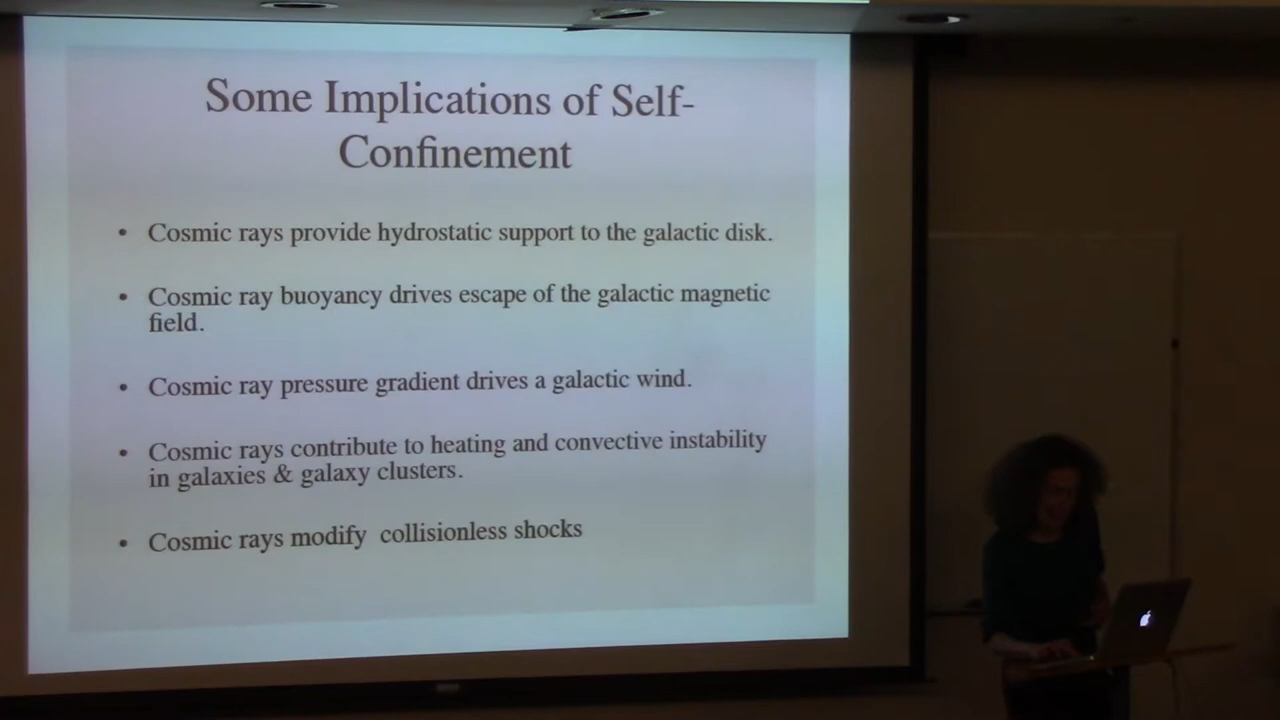 Some Implications of Self-
Confinement
• Cosmic rays provide hydrostatic support to the galactic disk.
• Cosmic ray buoyancy drives escape of the galactic magnetic
field.
• Cosmic ray pressure gradient drives a galactic wind.
• Cosmic rays contribute to heating and convective instability
in galaxies & galaxy clusters.
• Cosmic rays modify  collisionless shocks